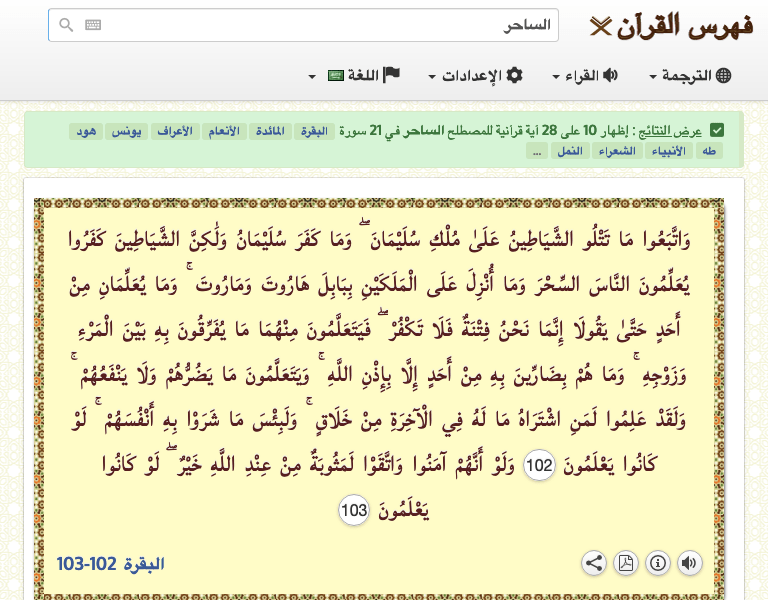 فهرس القرآن
الساحر
الترجمة القراء الإعدادات اللغة
عرض النتائج : إظهار 10 على 28 آية قرآنية للمصطلح الساحر في 21 سورة البقرة المائدة الأنعام الأعراف يونس هود
طه الأنبياء الشعراء النمل ...
وَاتَّبَعُوا مَا تَتْلُو الشَّيَاطِينُ عَلَىٰ مُلْكِ سُلَيْمَانَ ۖ وَمَا كَفَرَ سُلَيْمَانُ وَلَٰكِنَّ الشَّيَاطِينَ كَفَرُوا
يُعَلِّمُونَ النَّاسَ السِّحْرَ وَمَا أُنْزِلَ عَلَى الْمَلَكَيْنِ بِبَابِلَ هَارُوتَ وَمَارُوتَ ۚ وَمَا يُعَلِّمَانِ مِنْ
أَحَدٍ حَتَّىٰ يَقُولَا إِنَّمَا نَحْنُ فِتْنَةٌ فَلَا تَكْفُرْ ۖ فَيَتَعَلَّمُونَ مِنْهُمَا مَا يُفَرِّقُونَ بِهِ بَيْنَ الْمَرْءِ
وَزَوْجِهِ ۚ وَمَا هُمْ بِضَارِّينَ بِهِ مِنْ أَحَدٍ إِلَّا بِإِذْنِ اللَّهِ ۚ وَيَتَعَلَّمُونَ مَا يَضُرُّهُمْ وَلَا يَنْفَعُهُمْ ۚ
وَلَقَدْ عَلِمُوا لَمَنِ اشْتَرَاهُ مَا لَهُ فِي الْآخِرَةِ مِنْ خَلَاقٍ ۚ وَلَبِئْسَ مَا شَرَوْا بِهِ أَنْفُسَهُمْ ۚ لَوْ
كَانُوا يَعْلَمُونَ 102 وَلَوْ أَنَّهُمْ آمَنُوا وَاتَّقَوْا لَمَثُوبَةٌ مِنْ عِنْدِ اللَّهِ خَيْرٌ ۖ لَوْ كَانُوا
يَعْلَمُونَ 103
البقرة 102-103